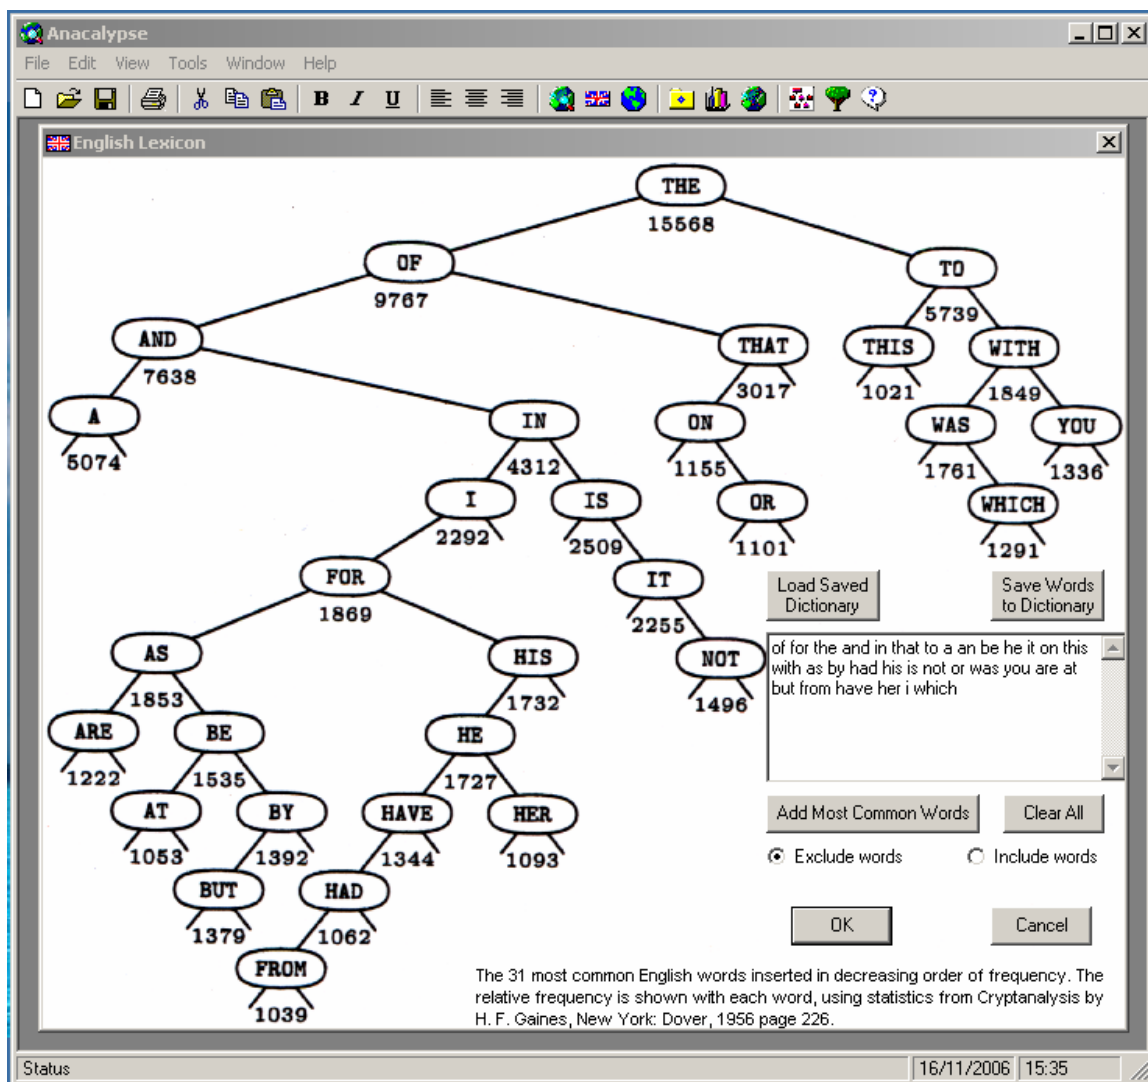 Anacalypse
File Edit View Tools Window Help
B I U
English Lexicon
THE
15568
OF
9767
TO
5739
AND
7638
THAT
3017
THIS
1021
WITH
1849
A
5074
IN
4312
ON
1155
WAS
1761
YOU
1336
I
2292
IS
2509
OR
1101
WHICH
1291
FOR
1869
IT
2255
Load Saved
Dictionary
Save Words
to Dictionary
AS
1853
HIS
1732
NOT
1496
of for the and in that to a an be he it on this
with as by had his is not or was you are at
but from have her i which
ARE
1222
BE
1535
HE
1727
AT
1053
BY
1392
HAVE
1344
HER
1093
Add Most Common Words
Clear All
Exclude words
Include words
BUT
1379
HAD
1062
OK
Cancel
FROM
1039
The 31 most common English words inserted in decreasing order of frequency. The
relative frequency is shown with each word, using statistics from Cryptanalysis by
H. F. Gaines, New York: Dover, 1956 page 226.
Status
16/11/2006
15:35